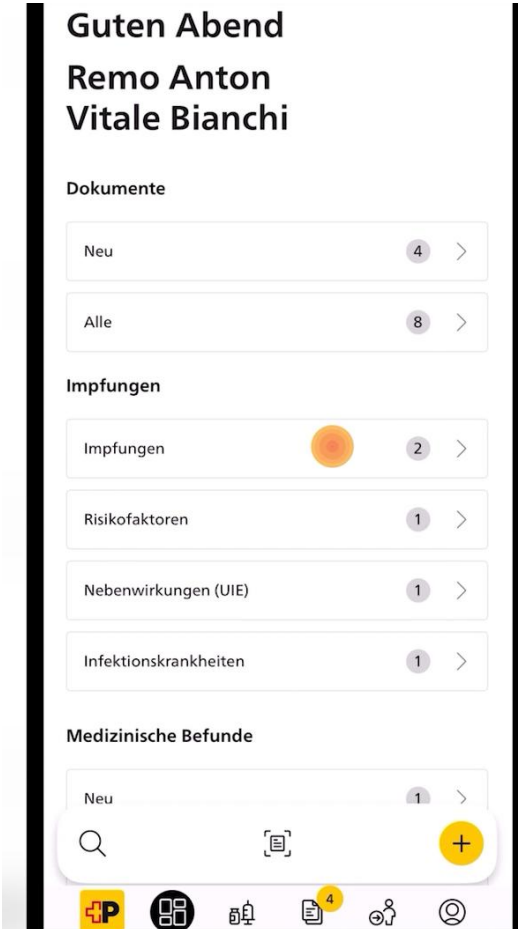 Guten Abend
Remo Anton
Vitale Bianchi
Dokumente
Neu 4
Alle 8
Impfungen
Impfungen 2
Risikofaktoren 1
Nebenwirkungen (UIE) 1
Infektionskrankheiten 1
Medizinische Befunde
Neu 1
P 4